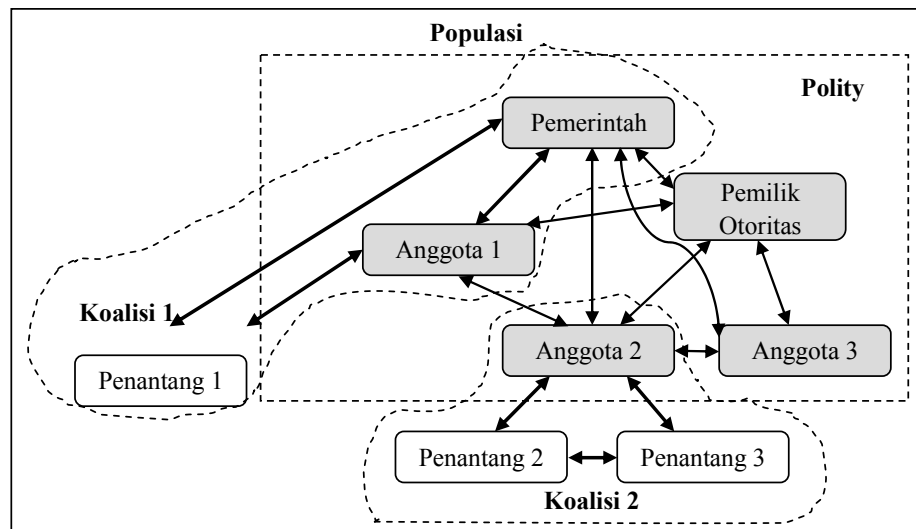 Populasi
Polity
Pemerintah
Pemilik
Otoritas
Anggota 1
Koalisi 1
Anggota 2
Anggota 3
Penantang 1
Penantang 2
Penantang 3
Koalisi 2